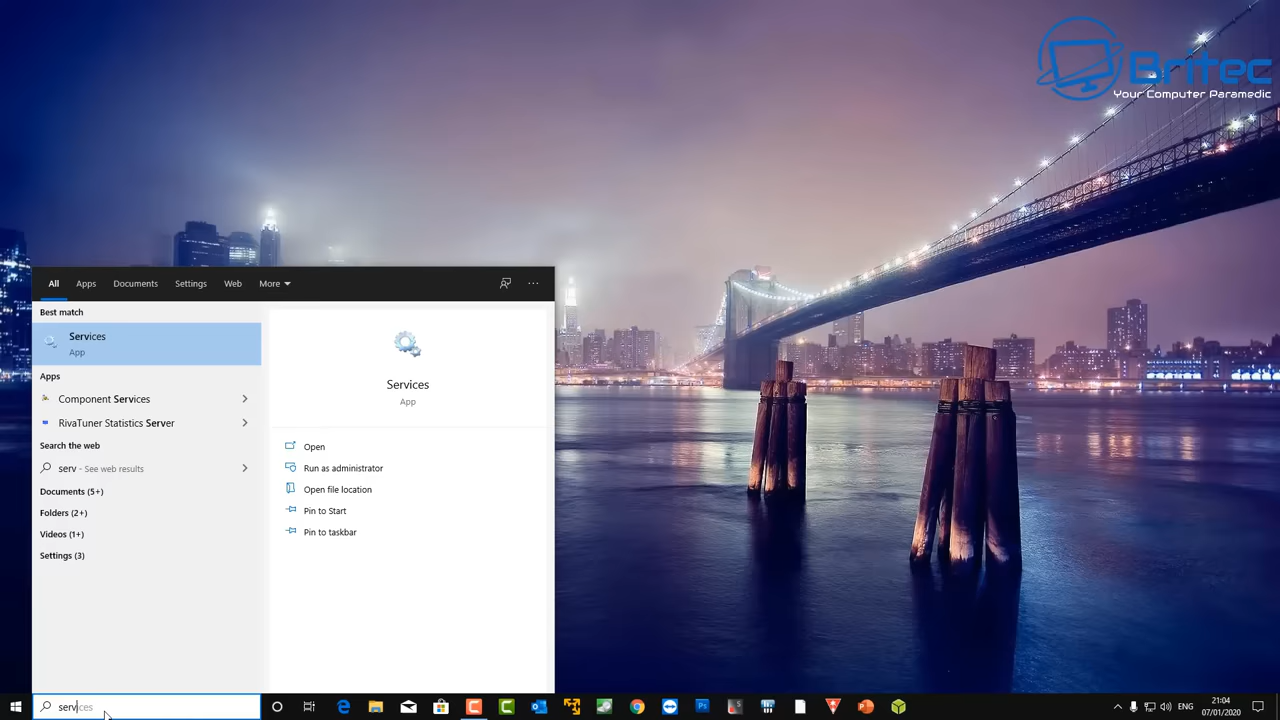 Britec
Your Computer Paramedic
All
Apps
Documents
Settings
Web
More
Best match
Services
App
Apps
Component Services
RivaTuner Statistics Server
Search the web
serv - See web results
Documents (5+)
Folders (2+)
Videos (1+)
Settings (3)
Services
App
Open
Run as administrator
Open file location
Pin to Start
Pin to taskbar
services
ENG
21:04
07/01/2020